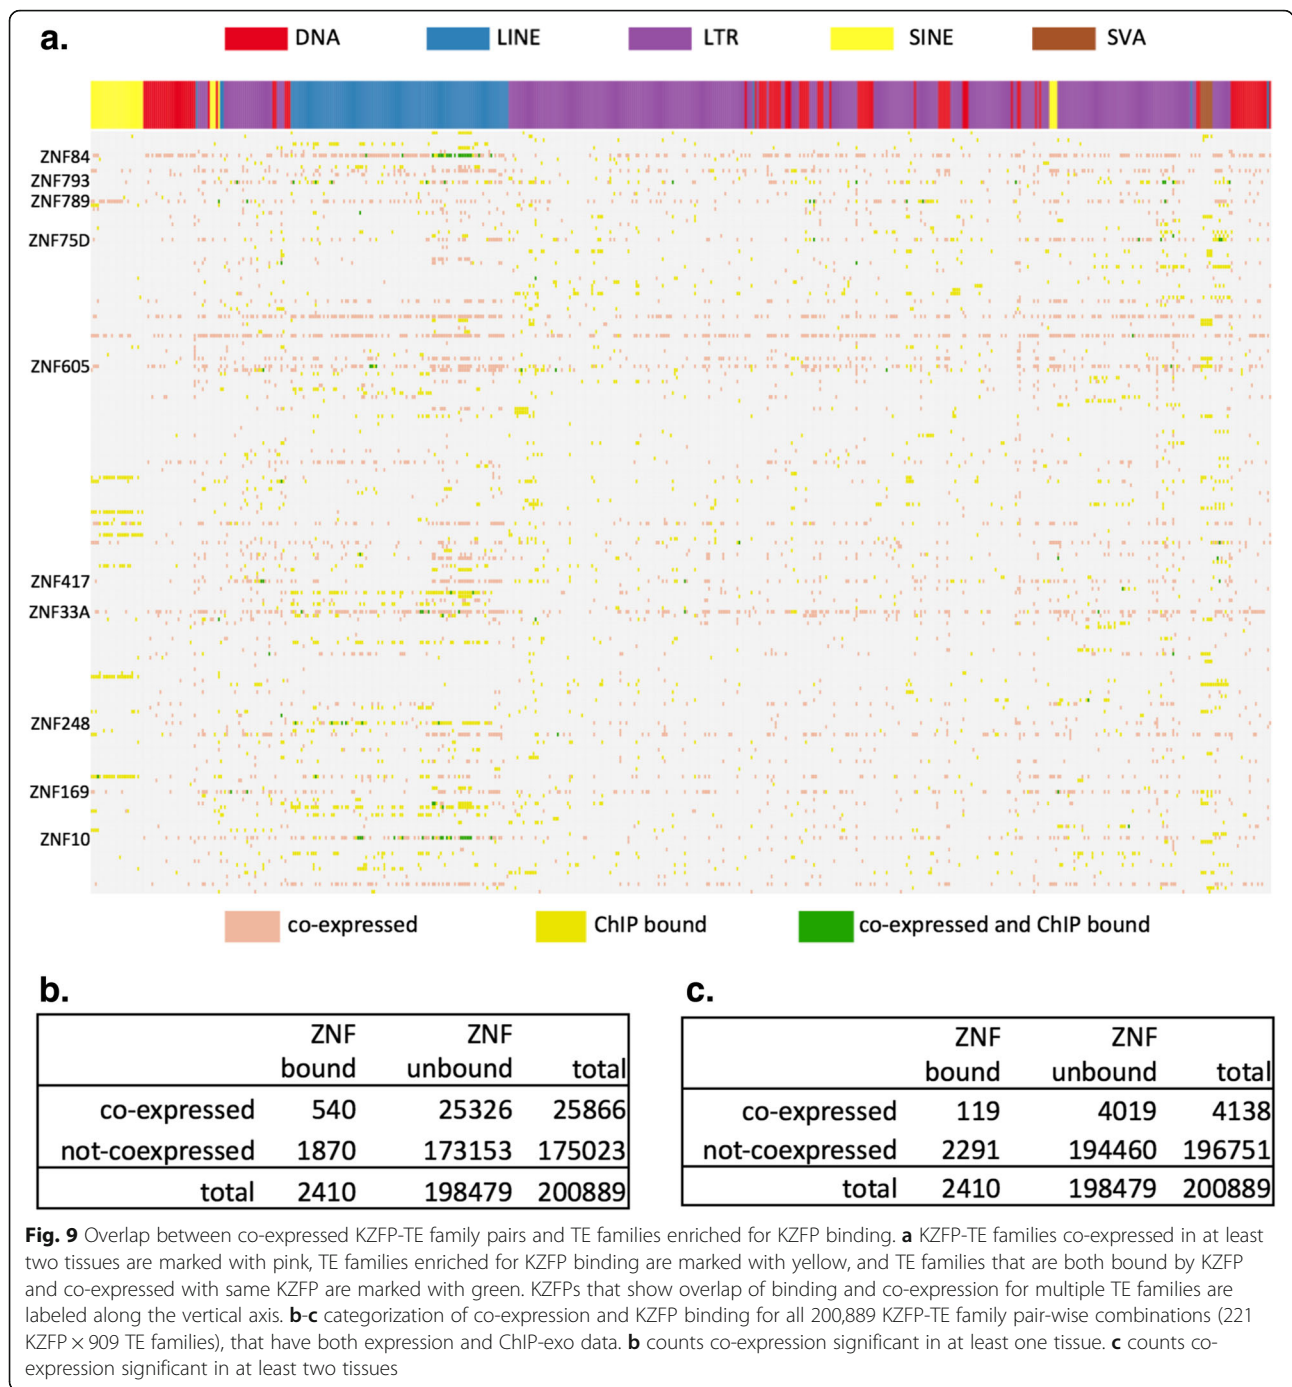 a.
DNA LINE LTR SINE SVA
ZNF84
ZNF793
ZNF789
ZNF75D
ZNF605
ZNF417
ZNF33A
ZNF248
ZNF169
ZNF10
co-expressed ChIP bound co-expressed and ChIP bound
b.
ZNF ZNF
bound unbound total
co-expressed 540 25326 25866
not-coexpressed 1870 173153 175023
total 2410 198479 200889
c.
ZNF ZNF
bound unbound total
co-expressed 119 4019 4138
not-coexpressed 2291 194460 196751
total 2410 198479 200889
Fig. 9 Overlap between co-expressed KZFP-TE family pairs and TE families enriched for KZFP binding. a KZFP-TE families co-expressed in at least
two tissues are marked with pink, TE families enriched for KZFP binding are marked with yellow, and TE families that are both bound by KZFP
and co-expressed with same KZFP are marked with green. KZFPs that show overlap of binding and co-expression for multiple TE families are
labeled along the vertical axis. b-c categorization of co-expression and KZFP binding for all 200,889 KZFP-TE family pair-wise combinations (221
KZFP × 909 TE families), that have both expression and ChIP-exo data. b counts co-expression significant in at least one tissue. c counts co-
expression significant in at least two tissues